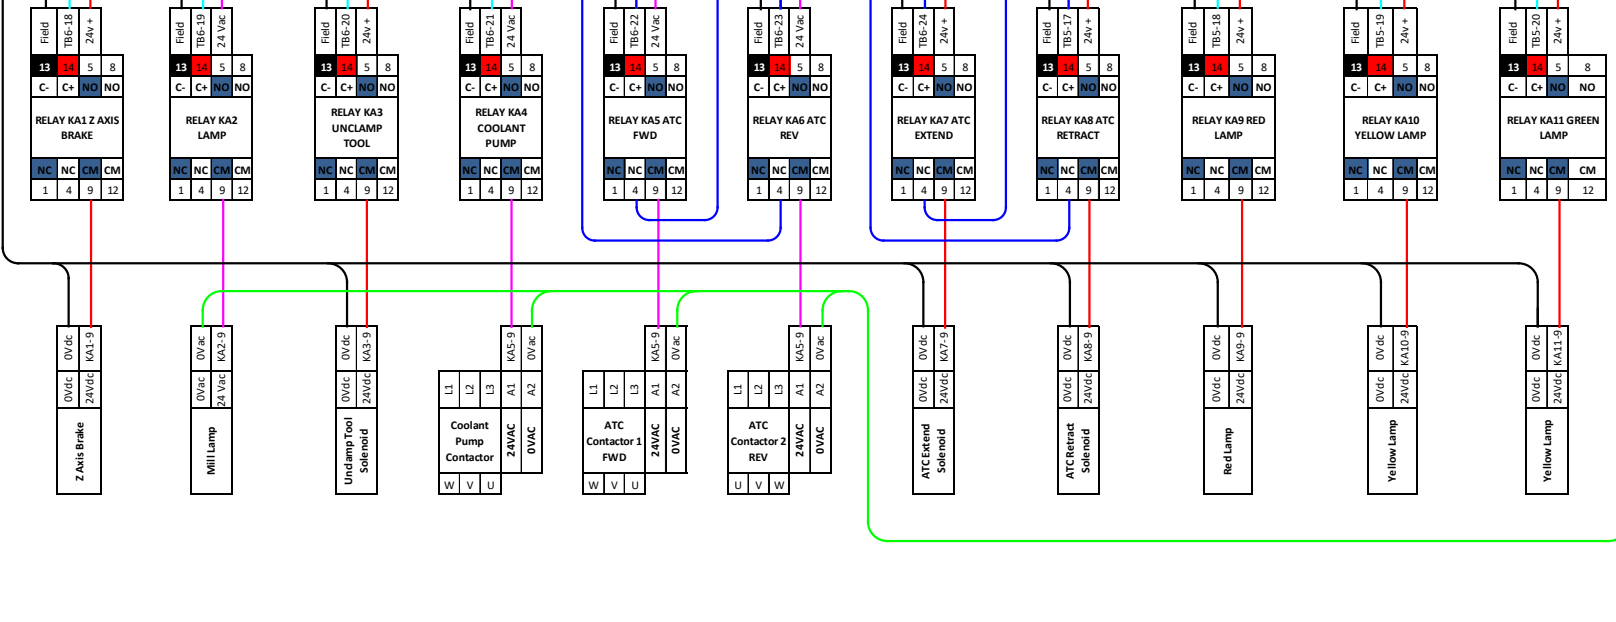 Field TB6-18 24v +
13 14 5 8
C- C+ NO NO
RELAY KA1 Z AXIS
BRAKE
NC NC CM CM
1 4 9 12
Field TB6-19 24 Vac
13 14 5 8
C- C+ NO NO
RELAY KA2
LAMP
NC NC CM CM
1 4 9 12
Field TB6-20 24v +
13 14 5 8
C- C+ NO NO
RELAY KA3
UNCLAMP
TOOL
NC NC CM CM
1 4 9 12
Field TB6-21 24 Vac
13 14 5 8
C- C+ NO NO
RELAY KA4
COOLANT
PUMP
NC NC CM CM
1 4 9 12
Field TB6-22 24 Vac
13 14 5 8
C- C+ NO NO
RELAY KA5 ATC
FWD
NC NC CM CM
1 4 9 12
Field TB6-23 24 Vac
13 14 5 8
C- C+ NO NO
RELAY KA6 ATC
REV
NC NC CM CM
1 4 9 12
Field TB6-24 24v +
13 14 5 8
C- C+ NO NO
RELAY KA7 ATC
EXTEND
NC NC CM CM
1 4 9 12
Field TB5-17 24v +
13 14 5 8
C- C+ NO NO
RELAY KA8 ATC
RETRACT
NC NC CM CM
1 4 9 12
Field TB5-18 24v +
13 14 5 8
C- C+ NO NO
RELAY KA9 RED
LAMP
NC NC CM CM
1 4 9 12
Field TB5-19 24v +
13 14 5 8
C- C+ NO NO
RELAY KA10
YELLOW LAMP
NC NC CM CM
1 4 9 12
Field TB5-20 24v +
13 14 5 8
C- C+ NO NO
RELAY KA11 GREEN
LAMP
NC NC CM CM
1 4 9 12
0Vdc KA1-9
0Vdc 24Vdc
Z Axis Brake
0Vac KA2-9
0Vac 24 Vac
Mill Lamp
0Vdc KA3-9
0Vdc 24Vdc
Unclamp Tool
Solenoid
KA5-9 0Vac
L1 L2 L3 A1 A2
Coolant
Pump
Contactor
24VAC 0VAC
W V U
KA5-9 0Vac
L1 L2 L3 A1 A2
ATC
Contactor 1
FWD
24VAC 0VAC
W V U
KA5-9 0Vac
L1 L2 L3 A1 A2
ATC
Contactor 2
REV
24VAC 0VAC
U V W
0Vdc KA7-9
0Vdc 24Vdc
ATC Extend
Solenoid
0Vdc KA8-9
0Vdc 24Vdc
ATC Retract
Solenoid
0Vdc KA9-9
0Vdc 24Vdc
Red Lamp
0Vdc KA10-9
0Vdc 24Vdc
Yellow Lamp
0Vdc KA11-9
0Vdc 24Vdc
Yellow Lamp